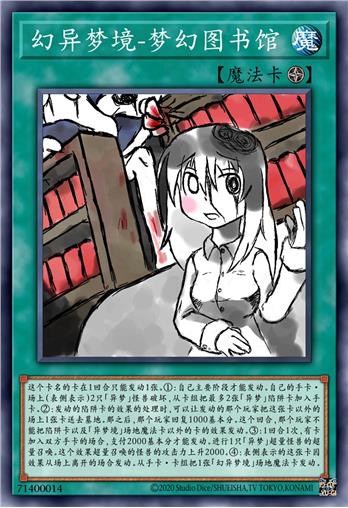 幻异梦境-梦幻图书馆
魔
【魔法卡】
这个卡名的卡在1回合只能发动1张。①:自己主要阶段才能发动。自己的手卡・
场上(表侧表示)2只「异梦」怪兽破坏,从卡组把最多2张「异梦」陷阱卡加入手
卡。②:发动的陷阱卡的效果的处理时,可以让发动的那个玩家把这张卡以外的场
上1张卡送去墓地。那之后,那个玩家回复1000基本分。这个回合,那个玩家不
能把陷阱卡以及「异梦境」场地魔法卡以外的卡的效果发动。③:1回合1次,有卡
加入双方手卡的场合,支付2000基本分才能发动。进行1只「异梦」超量怪兽的超
量召唤。这个效果超量召唤的怪兽的攻击力上升2000。④:表侧表示的这张卡因
效果从场上离开的场合发动。从手卡・卡组把1张「幻异梦境」场地魔法卡发动。
71400014
©2020 Studio Dice/SHUEISHA,TV TOKYO,KONAMI